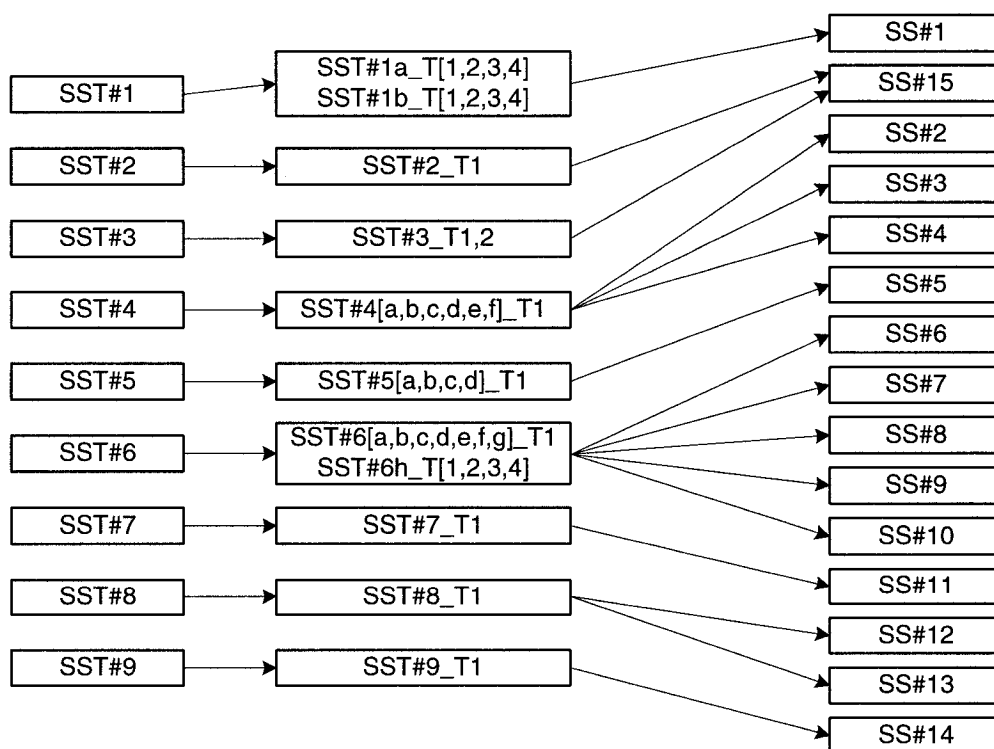 SST#1
SST#2
SST#3
SST#4
SST#5
SST#6
SST#7
SST#8
SST#9
SST#1a_T[1,2,3,4]
SST#1b_T[1,2,3,4]
SST#2_T1
SST#3_T1,2
SST#4[a,b,c,d,e,f]_T1
SST#5[a,b,c,d]_T1
SST#6[a,b,c,d,e,f,g]_T1
SST#6h_T[1,2,3,4]
SST#7_T1
SST#8_T1
SST#9_T1
SS#1
SS#15
SS#2
SS#3
SS#4
SS#5
SS#6
SS#7
SS#8
SS#9
SS#10
SS#11
SS#12
SS#13
SS#14